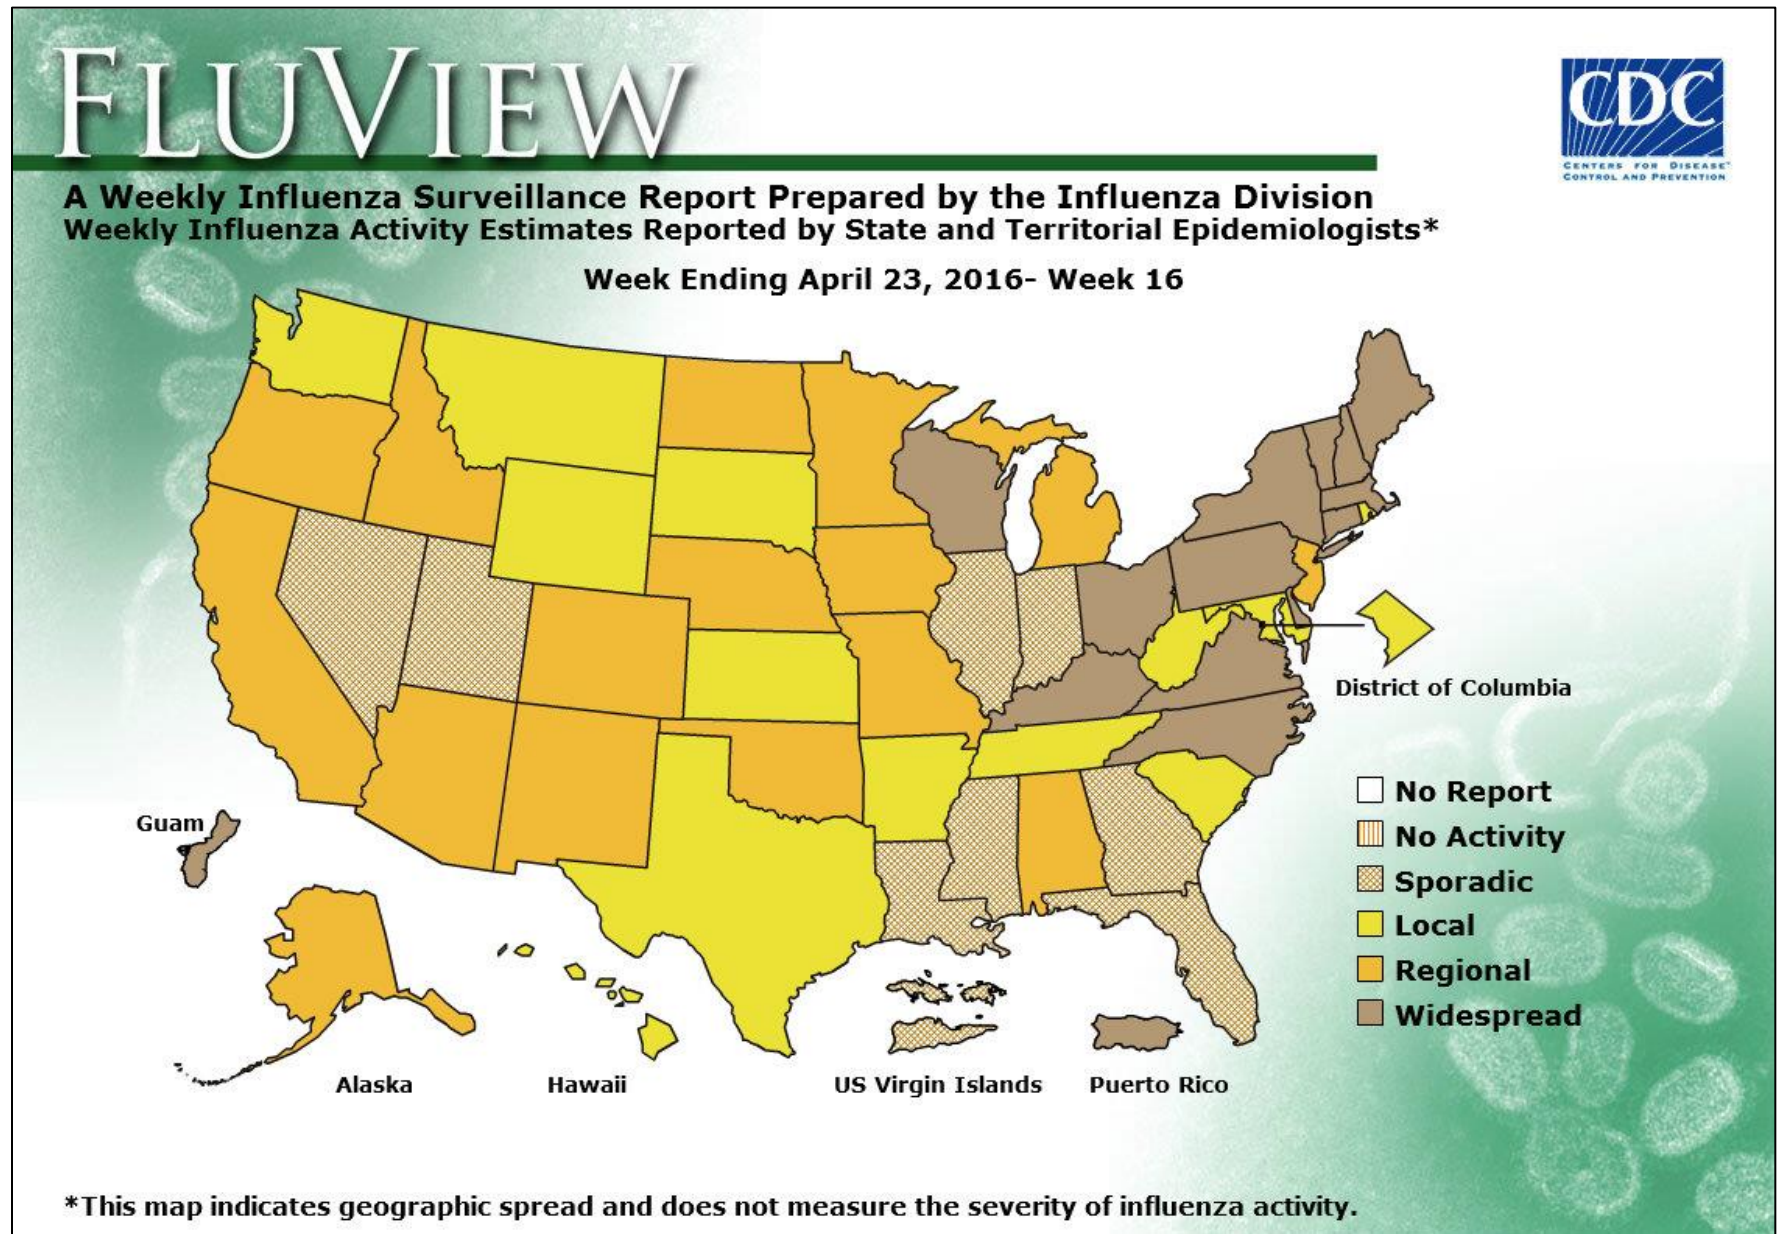 FLUVIEW
CDC
CENTERS FOR DISEASE™
CONTROL AND PREVENTION
A Weekly Influenza Surveillance Report Prepared by the Influenza Division
Weekly Influenza Activity Estimates Reported by State and Territorial Epidemiologists*
Week Ending April 23, 2016- Week 16
District of Columbia
No Report
No Activity
Sporadic
Local
Regional
Widespread
Guam
Alaska
Hawaii
US Virgin Islands
Puerto Rico
*This map indicates geographic spread and does not measure the severity of influenza activity.